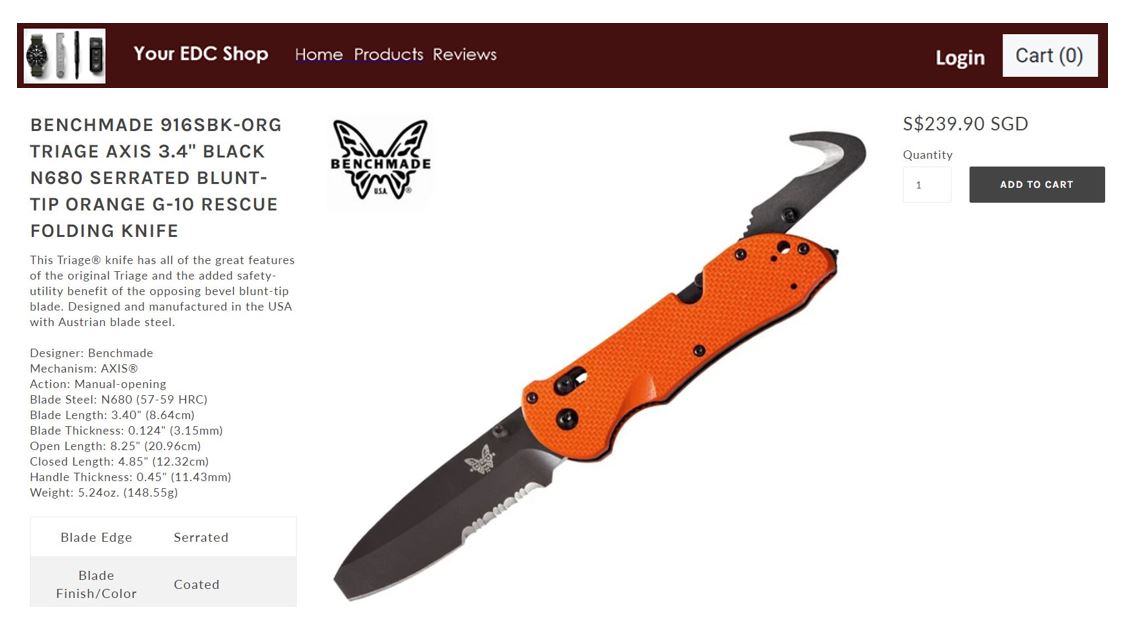 Your EDC Shop
Home Products Reviews
Login
Cart (0)
BENCHMADE 916SBK-ORG
TRIAGE AXIS 3.4" BLACK
N680 SERRATED BLUNT-
TIP ORANGE G-10 RESCUE
FOLDING KNIFE
This Triage® knife has all of the great features
of the original Triage and the added safety-
utility benefit of the opposing bevel blunt-tip
blade. Designed and manufactured in the USA
with Austrian blade steel.
Designer: Benchmade
Mechanism: AXIS®
Action: Manual-opening
Blade Steel: N680 (57-59 HRC)
Blade Length: 3.40" (8.64cm)
Blade Thickness: 0.124" (3.15mm)
Open Length: 8.25" (20.96cm)
Closed Length: 4.85" (12.32cm)
Handle Thickness: 0.45" (11.43mm)
Weight: 5.24oz. (148.55g)
Blade Edge Serrated
Blade
Finish/Color Coated
BENCHMADE
U.S.A. ®
S$239.90 SGD
Quantity
1
ADD TO CART